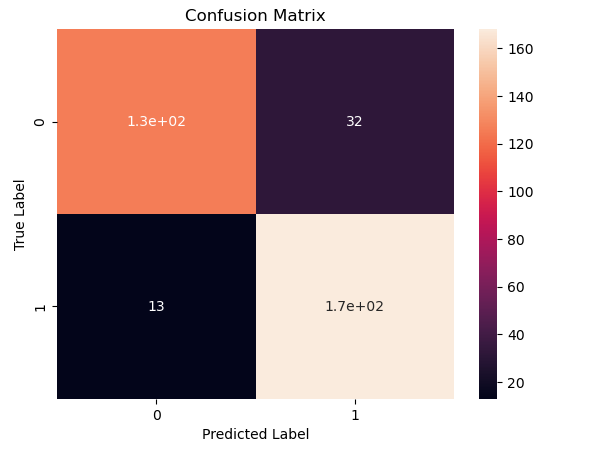 Confusion Matrix
True Label
0
1.3e+02
32
1
13
1.7e+02
0
1
Predicted Label
160
140
120
100
80
60
40
20